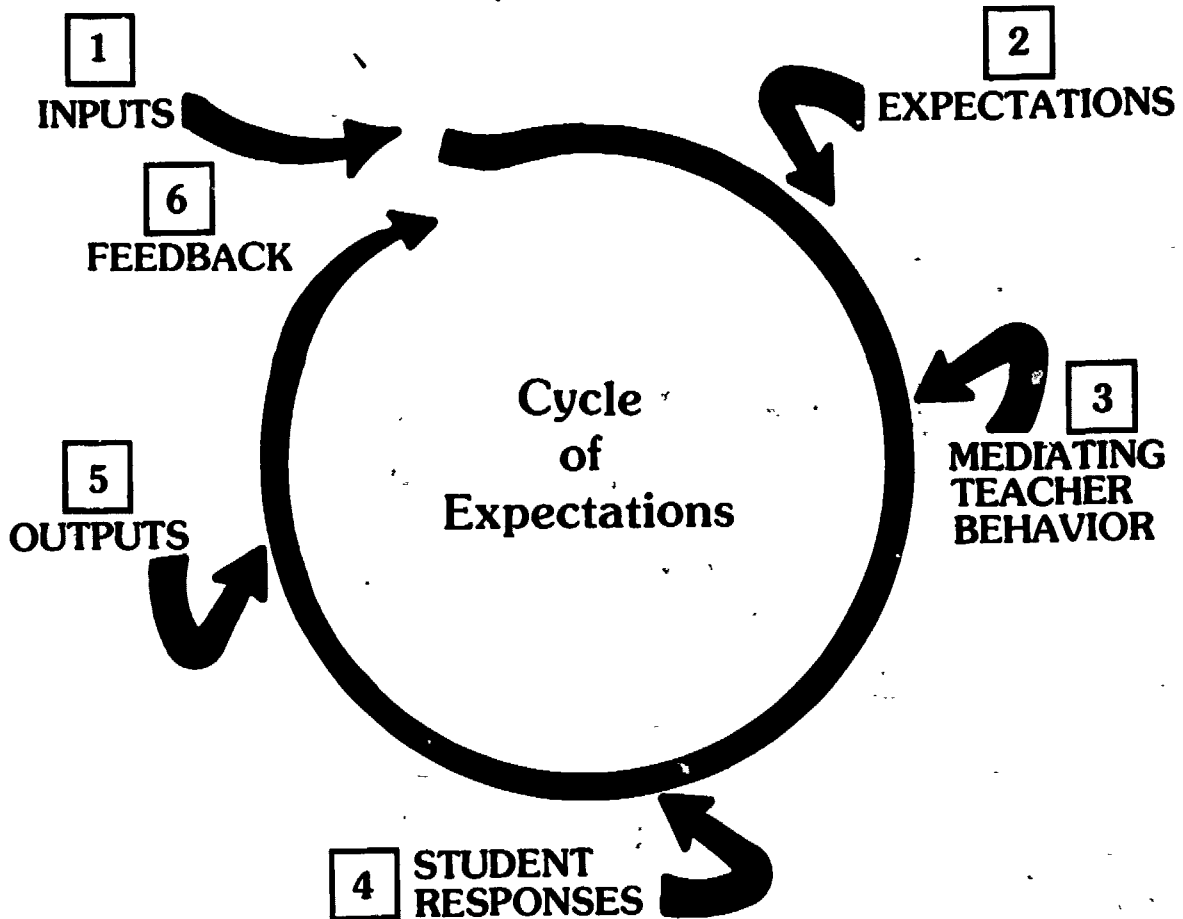 1
INPUTS
2
EXPECTATIONS
6
FEEDBACK
3
MEDIATING
TEACHER
BEHAVIOR
Cycle
of
Expectations
5
OUTPUTS
4
STUDENT
RESPONSES